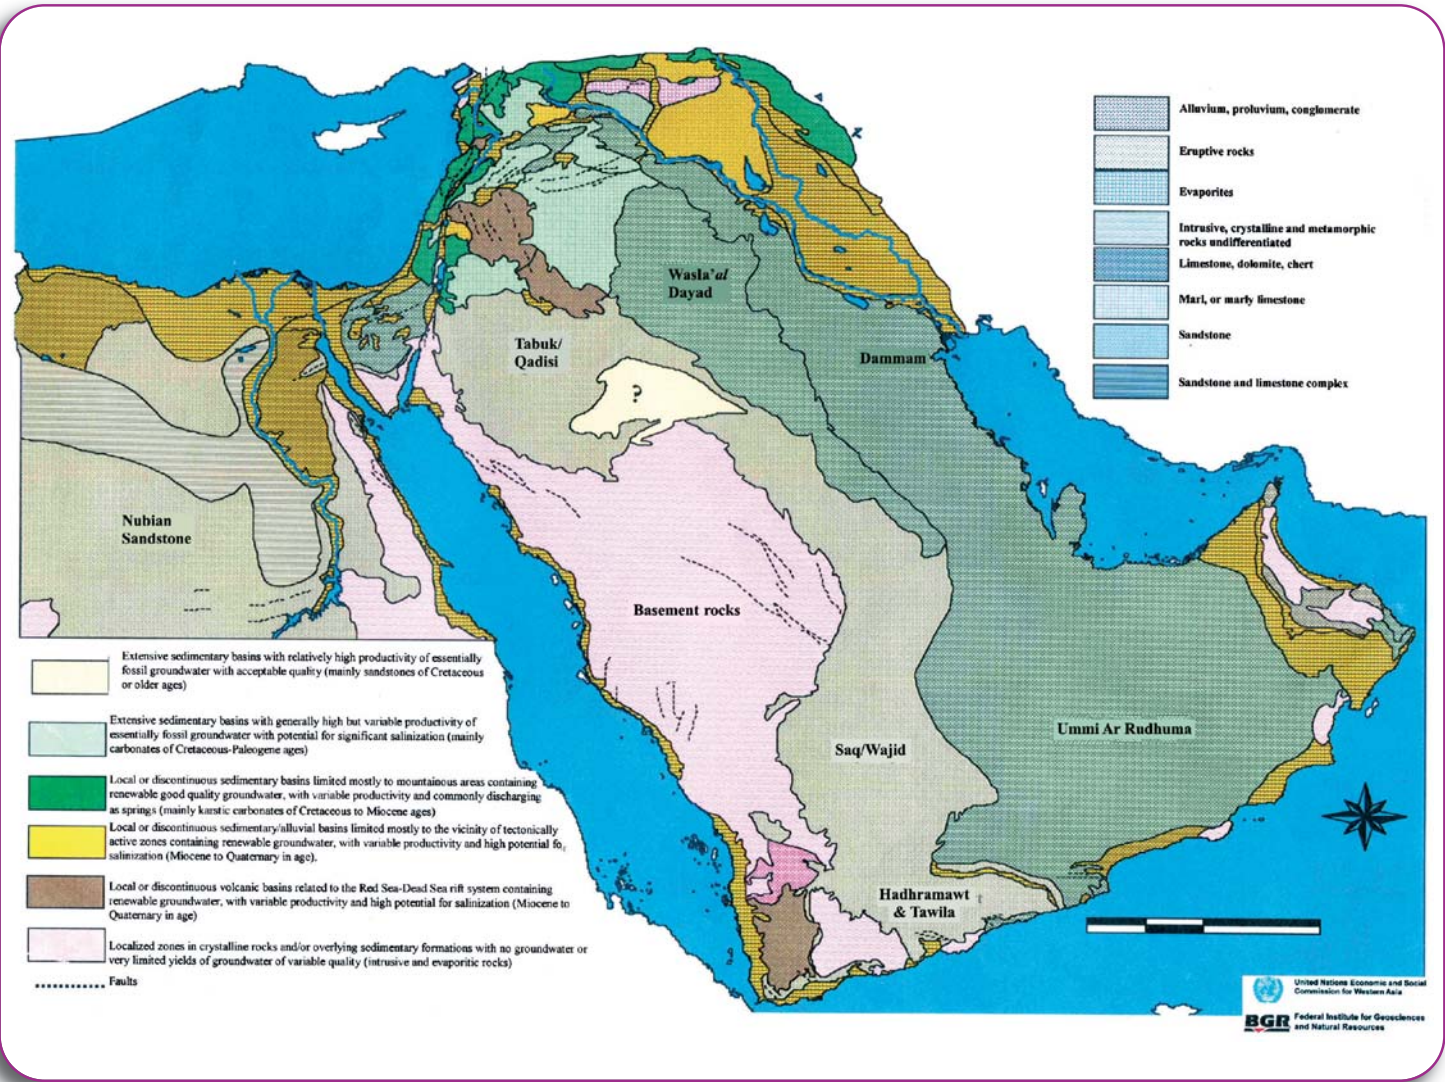 Alluvium, proluvium, conglomerate
Eruptive rocks
Evaporites
Intrusive, crystalline and metamorphic
rocks undifferentiated
Limestone, dolomite, chert
Marl, or marly limestone
Sandstone
Sandstone and limestone complex
Wasla'al
Dayad
Tabuk/
Qadisi
Dammam
?
Nubian
Sandstone
Basement rocks
Ummi Ar Rudhuma
Saq/Wajid
Hadhramawt
& Tawila
Extensive sedimentary basins with relatively high productivity of essentially
fossil groundwater with acceptable quality (mainly sandstones of Cretaceous
or older ages)
Extensive sedimentary basins with generally high but variable productivity of
essentially fossil groundwater with potential for significant salinization (mainly
carbonates of Cretaceous-Paleogene ages)
Local or discontinuous sedimentary basins limited mostly to mountainous areas containing
renewable good quality groundwater, with variable productivity and commonly discharging
as springs (mainly karstic carbonates of Cretaceous to Miocene ages)
Local or discontinuous sedimentary/alluvial basins limited mostly to the vicinity of tectonically
active zones containing renewable groundwater, with variable productivity and high potential for
salinization (Miocene to Quaternary in age).
Local or discontinuous volcanic basins related to the Red Sea-Dead Sea rift system containing
renewable groundwater, with variable productivity and high potential for salinization (Miocene to
Quaternary in age)
Localized zones in crystalline rocks and/or overlying sedimentary formations with no groundwater or
very limited yields of groundwater of variable quality (intrusive and evaporitic rocks)
Faults
United Nations Economic and Social
Commission for Western Asia
BGR Federal Institute for Geosciences
and Natural Resources